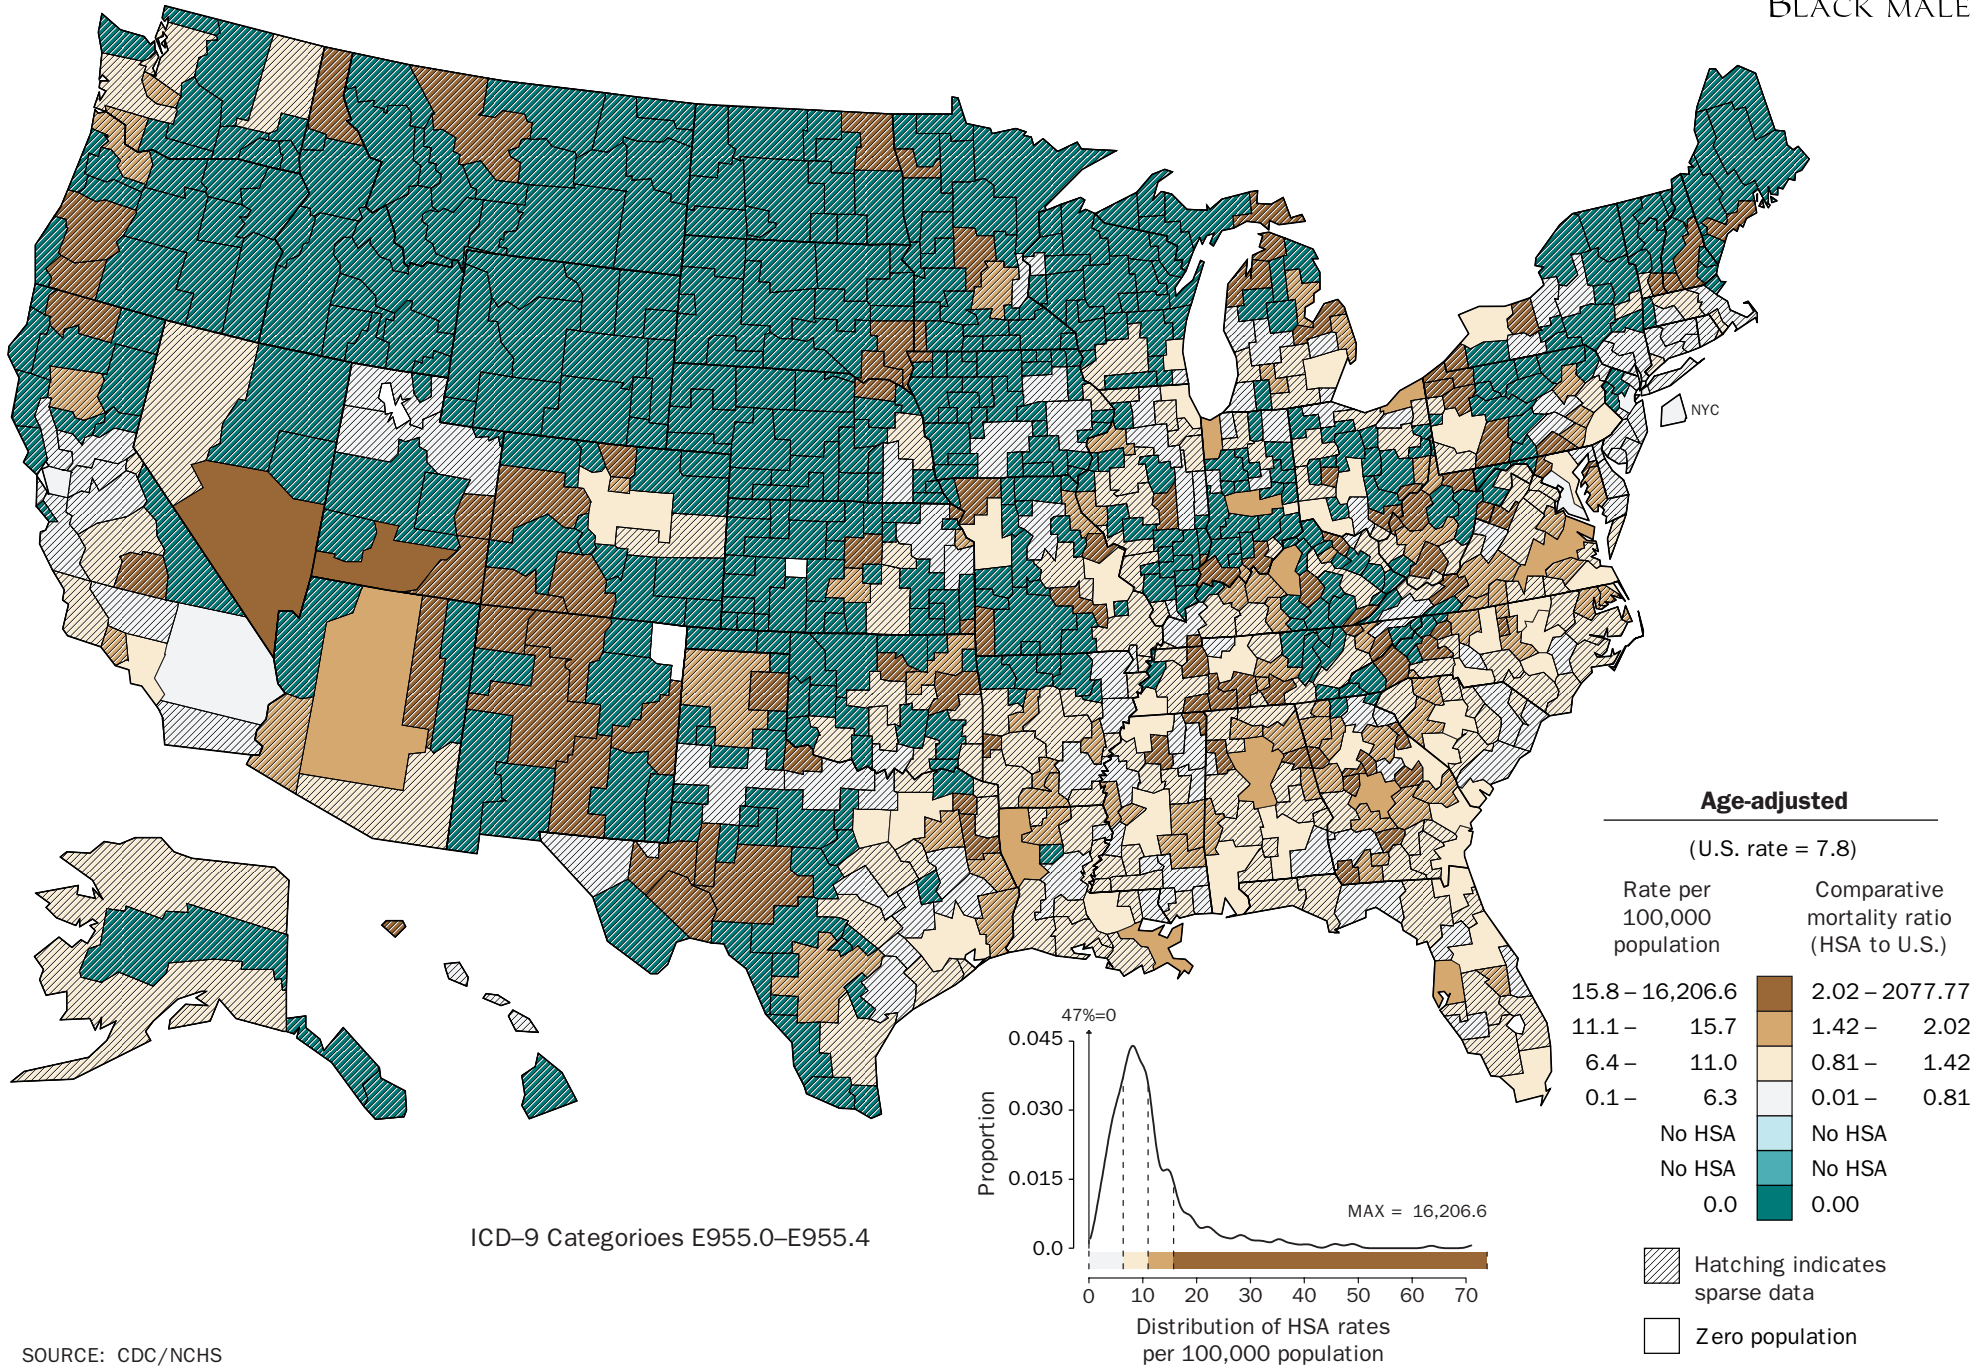 BLACK MALE
NYC
Age-adjusted
(U.S. rate = 7.8)
Rate per 100,000 population
Comparative mortality ratio (HSA to U.S.)
15.8 – 16,206.6 2.02 – 2077.77
11.1 – 15.7 1.42 – 2.02
6.4 – 11.0 0.81 – 1.42
0.1 – 6.3 0.01 – 0.81
No HSA No HSA
No HSA No HSA
0.0 0.00
Hatching indicates
sparse data
Zero population
47%=0
0.045
0.030
0.015
0.0
Proportion
MAX = 16,206.6
0 10 20 30 40 50 60 70
Distribution of HSA rates
per 100,000 population
ICD–9 Categorioes E955.0–E955.4
SOURCE: CDC/NCHS